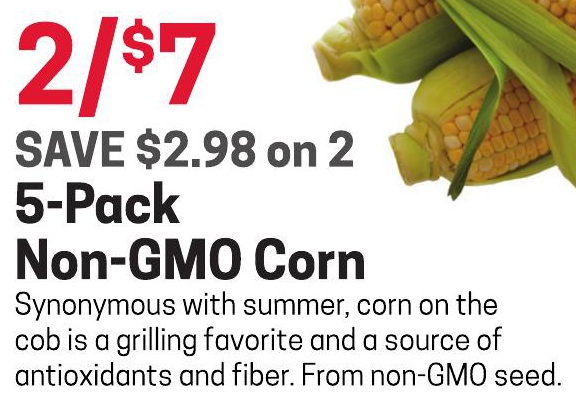 2/$7
SAVE $2.98 on 2
5-Pack
Non-GMO Corn
Synonymous with summer, corn on the
cob is a grilling favorite and a source of
antioxidants and fiber. From non-GMO seed.